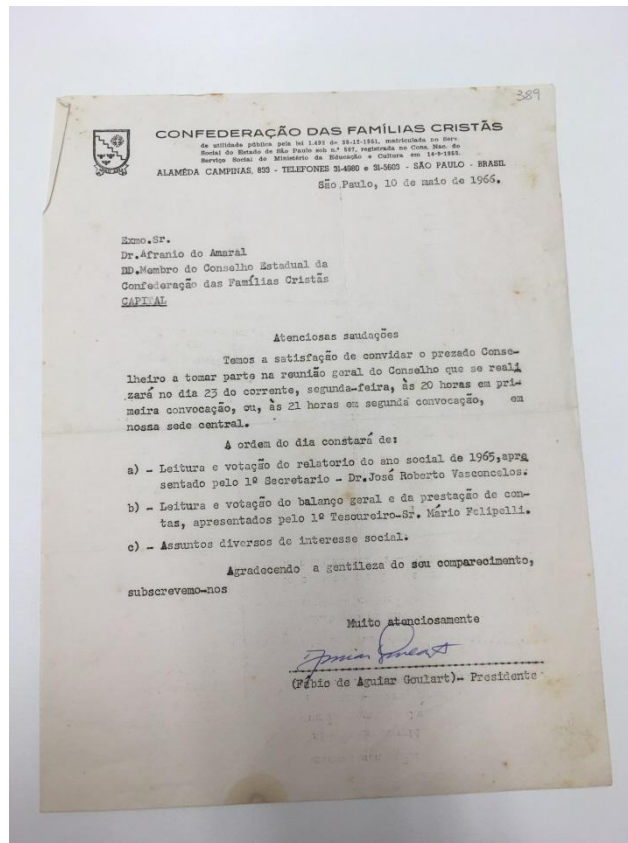 389
CONFEDERAÇÃO DAS FAMÍLIAS CRISTÃS
de utilidade pública pela lei 1.493 de 28-12-1951, matriculada no Serv.
Social do Estado de São Paulo sob n.º 587, registrada no Cons. Nac. do
Serviço Social do Ministério da Educação e Cultura em 14-9-1953.
ALAMÊDA CAMPINAS, 833 - TELEFONES 31-4980 e 31-5603 - SÃO PAULO - BRASIL
São Paulo, 10 de maio de 1966.
Exmo.Sr.
Dr.Afranio do Amaral
DD.Membro do Conselho Estadual da
Confederação das Famílias Cristãs
CAPITAL
Atenciosas saudações
Temos a satisfação de convidar o prezado Conse-
lheiro a tomar parte na reunião geral do Conselho que se reali
zará no dia 23 do corrente, segunda-feira, às 20 horas em pri-
meira convocação, ou, às 21 horas em segunda convocação, em
nossa sede central.
A ordem do dia constará de:
a) - Leitura e votação do relatorio do ano social de 1965,apre
sentado pelo 1º Secretario - Dr.José Roberto Vasconcelos.
b) - Leitura e votação do balanço geral e da prestação de con-
tas, apresentados pelo 1º Tesoureiro-Sr. Mário Felipelli.
c) - Assuntos diversos de interesse social.
Agradecendo a gentileza do seu comparecimento,
subscrevemo-nos
Muito atenciosamente
(Fábio de Aguiar Goulart)- Presidente